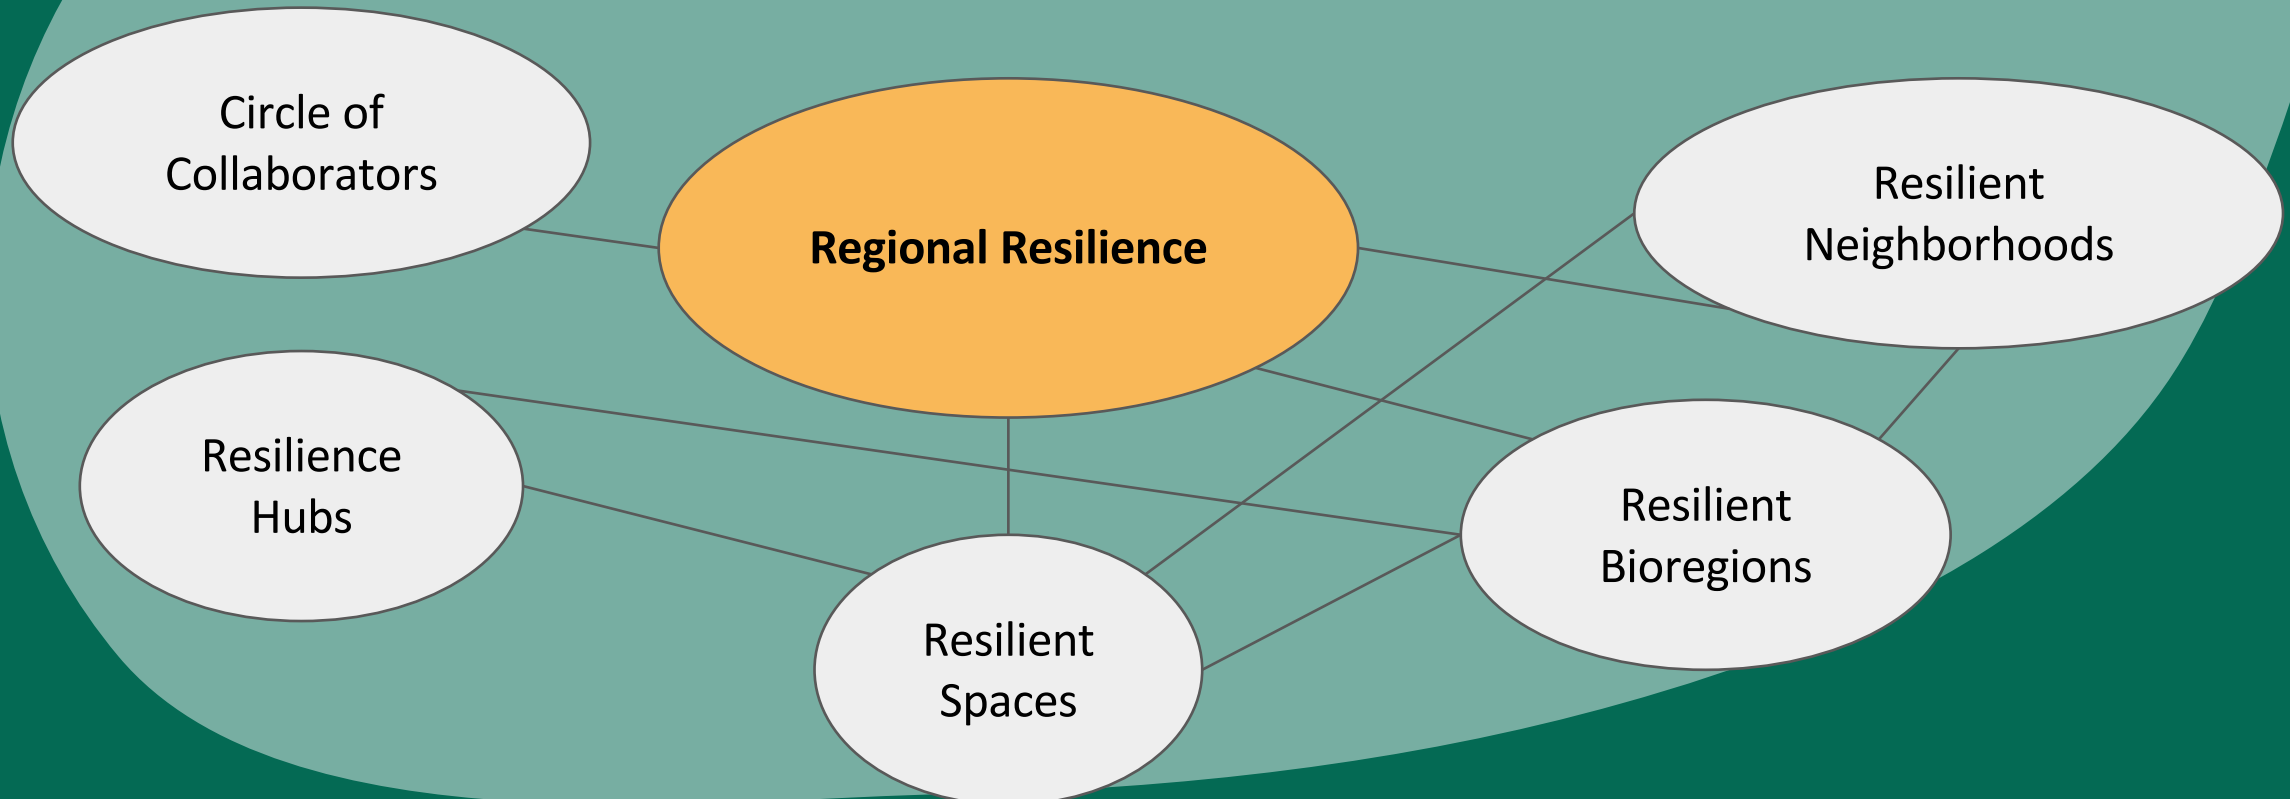 Circle of
Collaborators
Regional Resilience
Resilient
Neighborhoods
Resilience
Hubs
Resilient
Bioregions
Resilient
Spaces